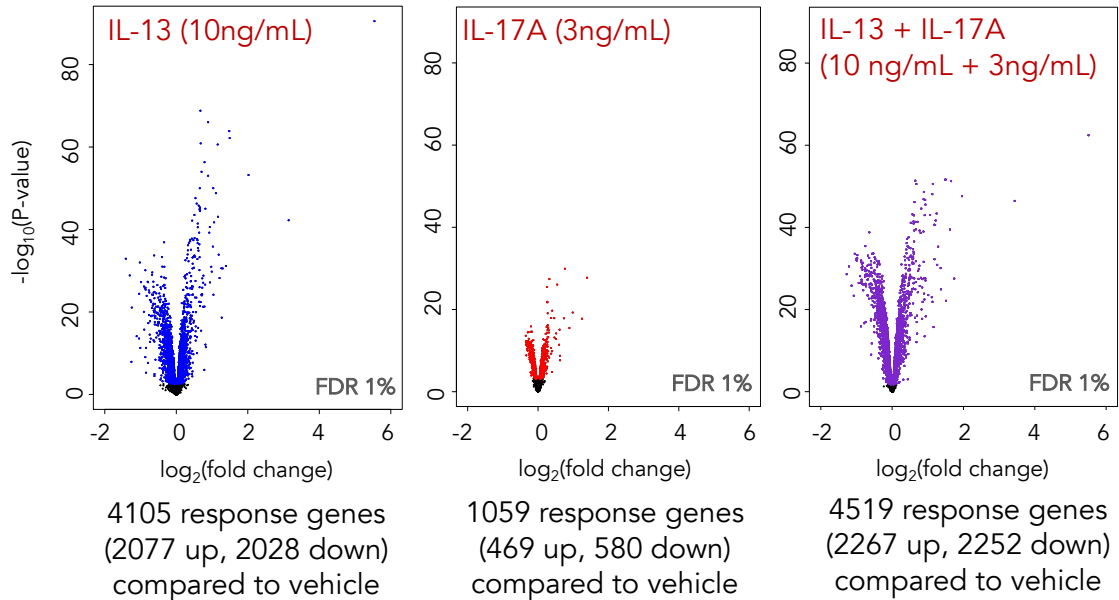 IL-13 (10ng/mL)
-log10(P-value)
0
20
40
60
80
-2
0
2
4
6
FDR 1%
log2(fold change)
4105 response genes
(2077 up, 2028 down)
compared to vehicle
IL-17A (3ng/mL)
0
20
40
60
80
-2
0
2
4
6
FDR 1%
log2(fold change)
1059 response genes
(469 up, 580 down)
compared to vehicle
IL-13 + IL-17A
(10 ng/mL + 3ng/mL)
0
20
40
60
80
-2
0
2
4
6
FDR 1%
log2(fold change)
4519 response genes
(2267 up, 2252 down)
compared to vehicle